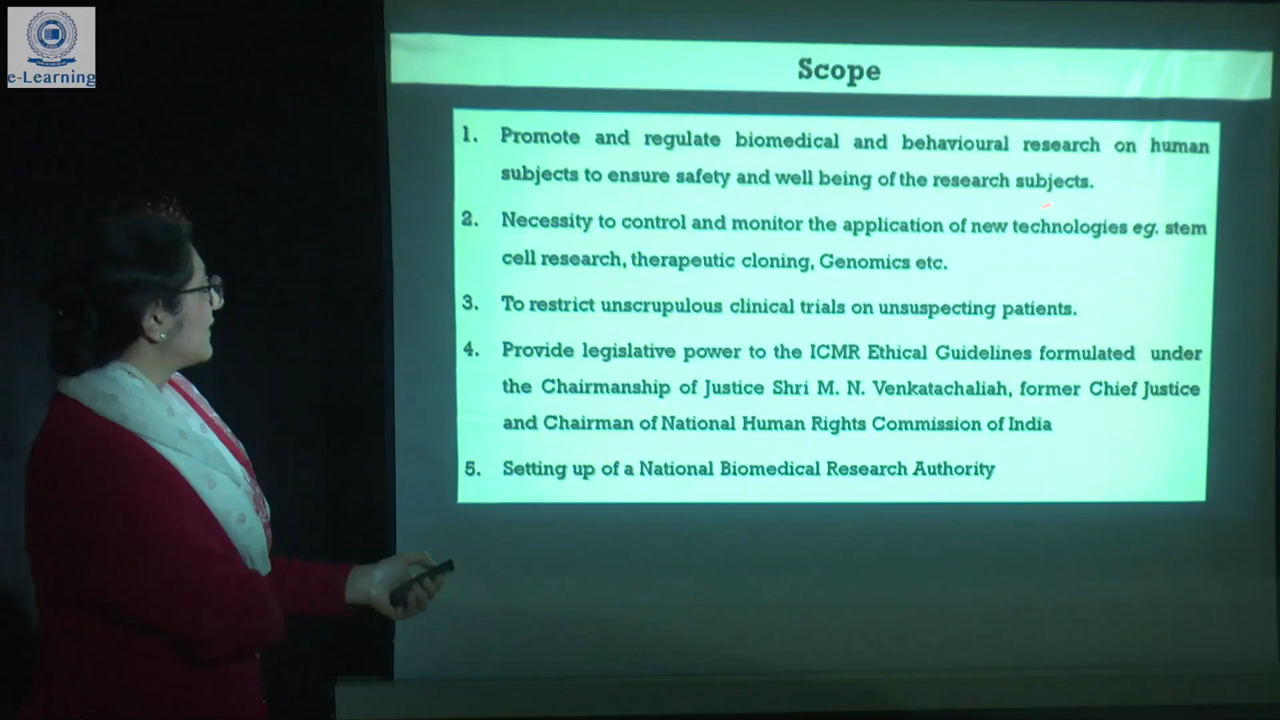 e-Learning
Scope
1. Promote and regulate biomedical and behavioural research on human
subjects to ensure safety and well being of the research subjects.
2. Necessity to control and monitor the application of new technologies eg. stem
cell research, therapeutic cloning, Genomics etc.
3. To restrict unscrupulous clinical trials on unsuspecting patients.
4. Provide legislative power to the ICMR Ethical Guidelines formulated under
the Chairmanship of Justice Shri M. N. Venkatachaliah, former Chief Justice
and Chairman of National Human Rights Commission of India
5. Setting up of a National Biomedical Research Authority